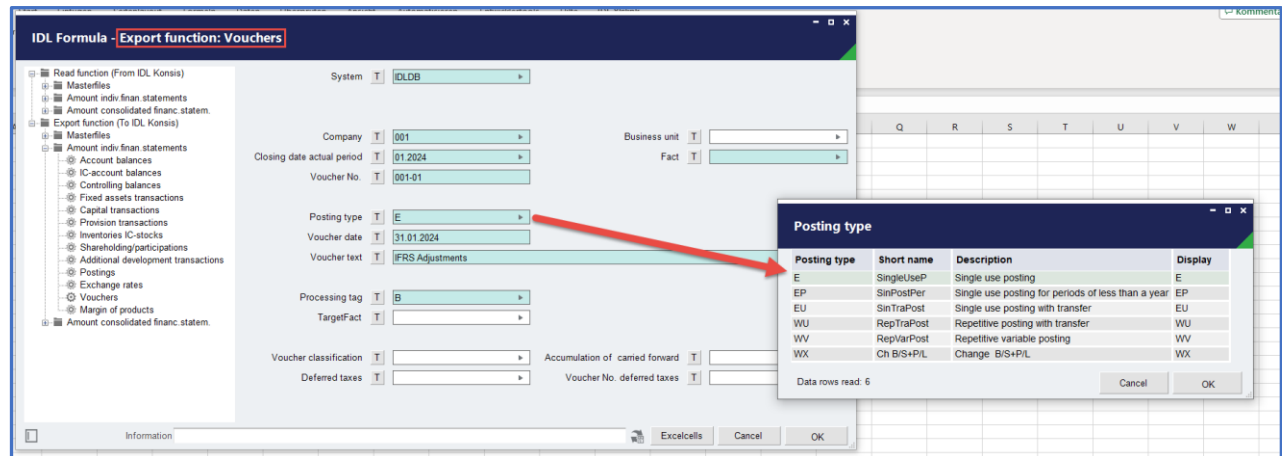 Kommenta
IDL Formula - Export function: Vouchers
Read function (From IDL Konsis)
Masterfiles
Amount indiv.finan.statements
Amount consolidated financ.statem.
Export function (To IDL Konsis)
Masterfiles
Amount indiv.finan.statements
Account balances
IC-account balances
Controlling balances
Fixed assets transactions
Capital transactions
Provision transactions
Inventories IC-stocks
Shareholding/participations
Additional development transactions
Postings
Exchange rates
Vouchers
Margin of products
Amount consolidated financ.statem.
System T IDLDB
Company T 001 Business unit T
Closing date actual period T 01.2024 Fact T
Voucher No. T 001-01
Posting type T E
Voucher date T 31.01.2024
Voucher text T IFRS Adjustments
Processing tag T B
TargetFact T
Voucher classification T Accumulation of carried forward T
Deferred taxes T Voucher No. deferred taxes T
Information Excelcells Cancel OK
Q R S T U V W
Posting type
Posting type Short name Description Display
E SingleUseP Single use posting E
EP SinPostPer Single use posting for periods of less than a year EP
EU SinTraPost Single use posting with transfer EU
WU RepTraPost Repetitive posting with transfer WU
WV RepVarPost Repetitive variable posting WV
WX Ch B/S+P/L Change B/S+P/L WX
Data rows read: 6 Cancel OK